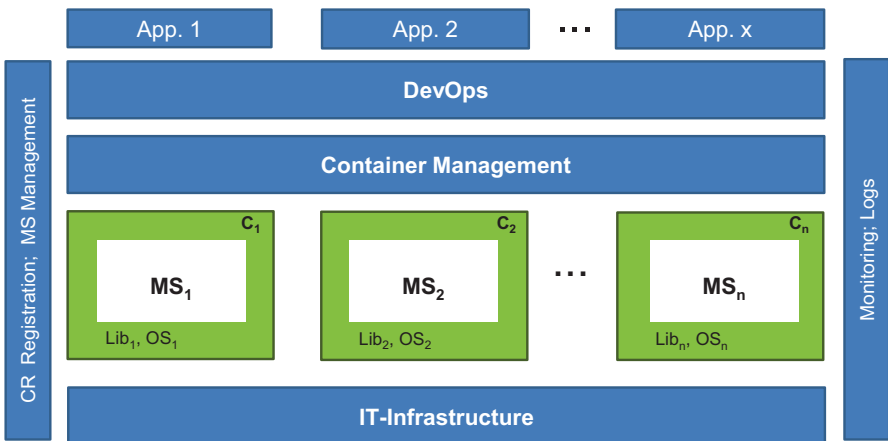 App. 1
App. 2
...
App. x
DevOps
Container Management
CR Registration; MS Management
C₁
MS₁
Lib₁, OS₁
C₂
MS₂
Lib₂, OS₂
...
Cₙ
MSₙ
Libₙ, OSₙ
Monitoring; Logs
IT-Infrastructure